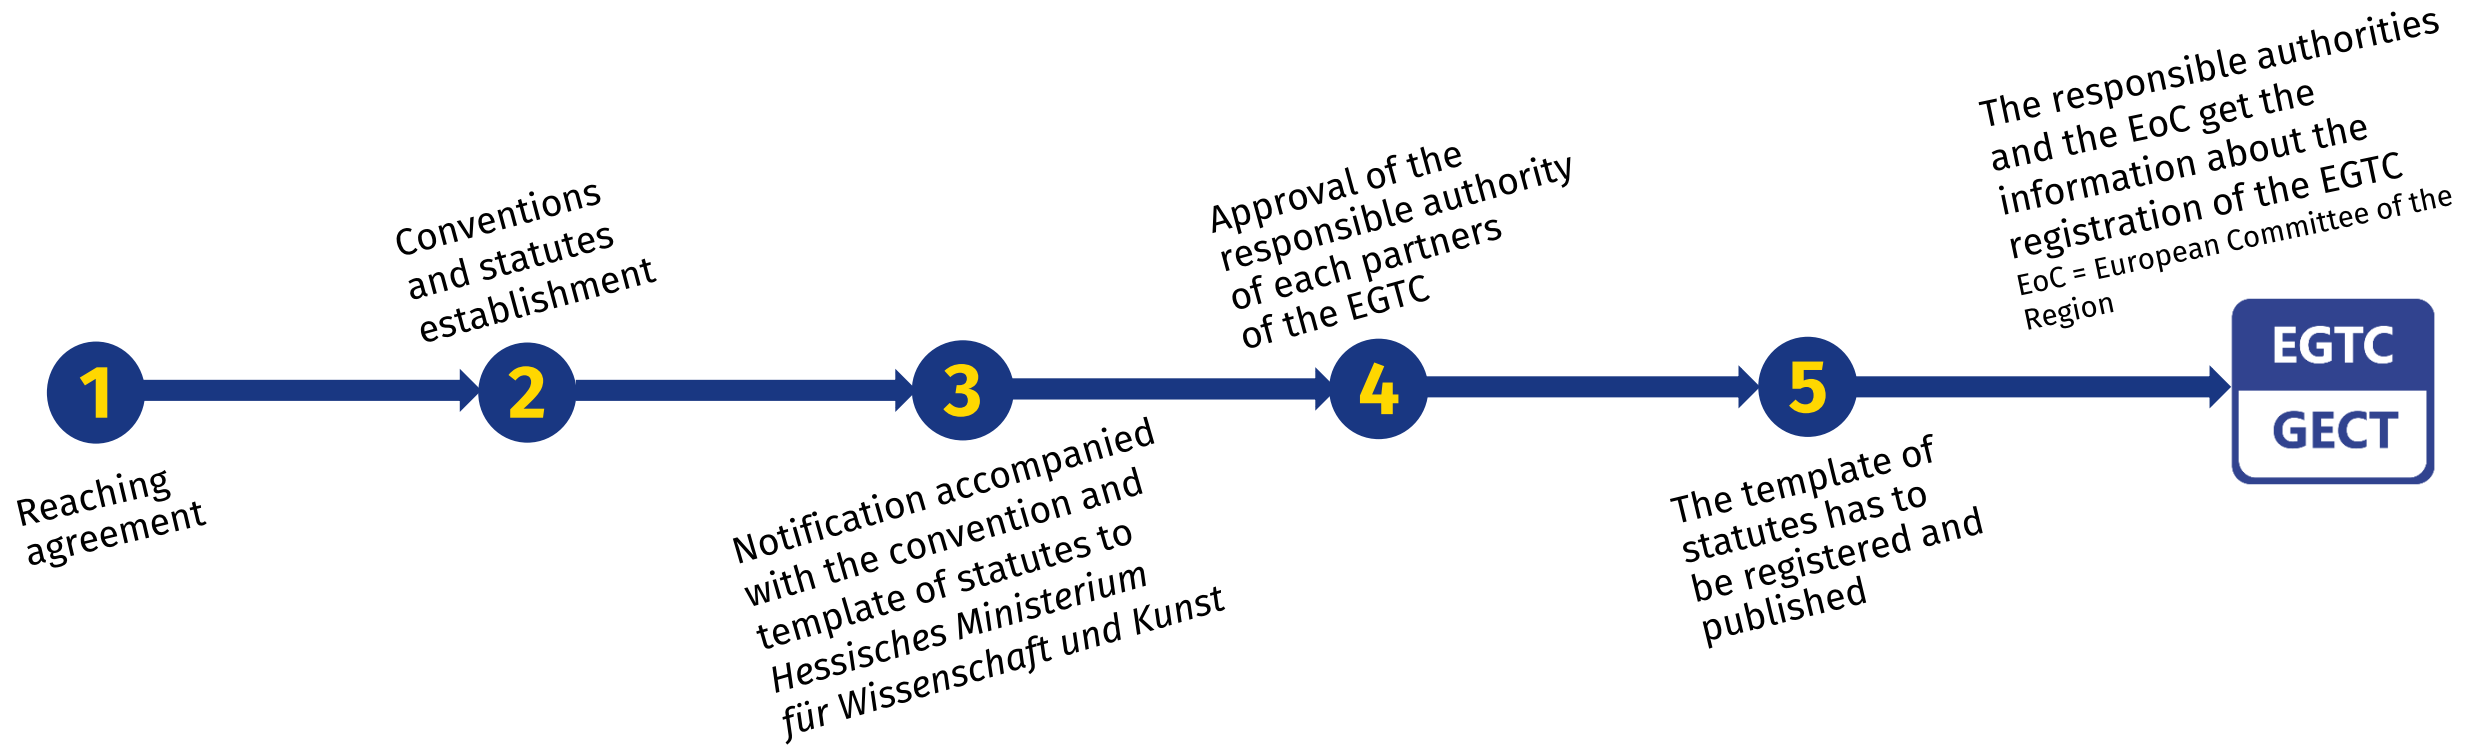 1
Reaching
agreement
2
Conventions
and statutes
establishment
3
Notification accompanied
with the convention and
template of statutes to
Hessisches Ministerium
für Wissenschaft und Kunst
4
Approval of the
responsible authority
of each partners
of the EGTC
5
The template of
statutes has to
be registered and
published
The responsible authorities
and the EoC get the
information about the
registration of the EGTC
EoC = European Committee of the
Region
EGTC
GECT